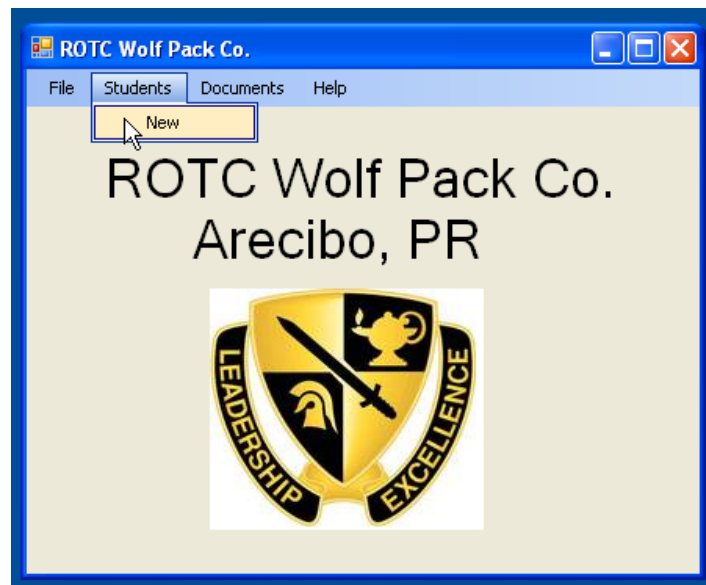 ROTC Wolf Pack Co.
File Students Documents Help
New
ROTC Wolf Pack Co.
Arecibo, PR
LEADERSHIP
EXCELLENCE